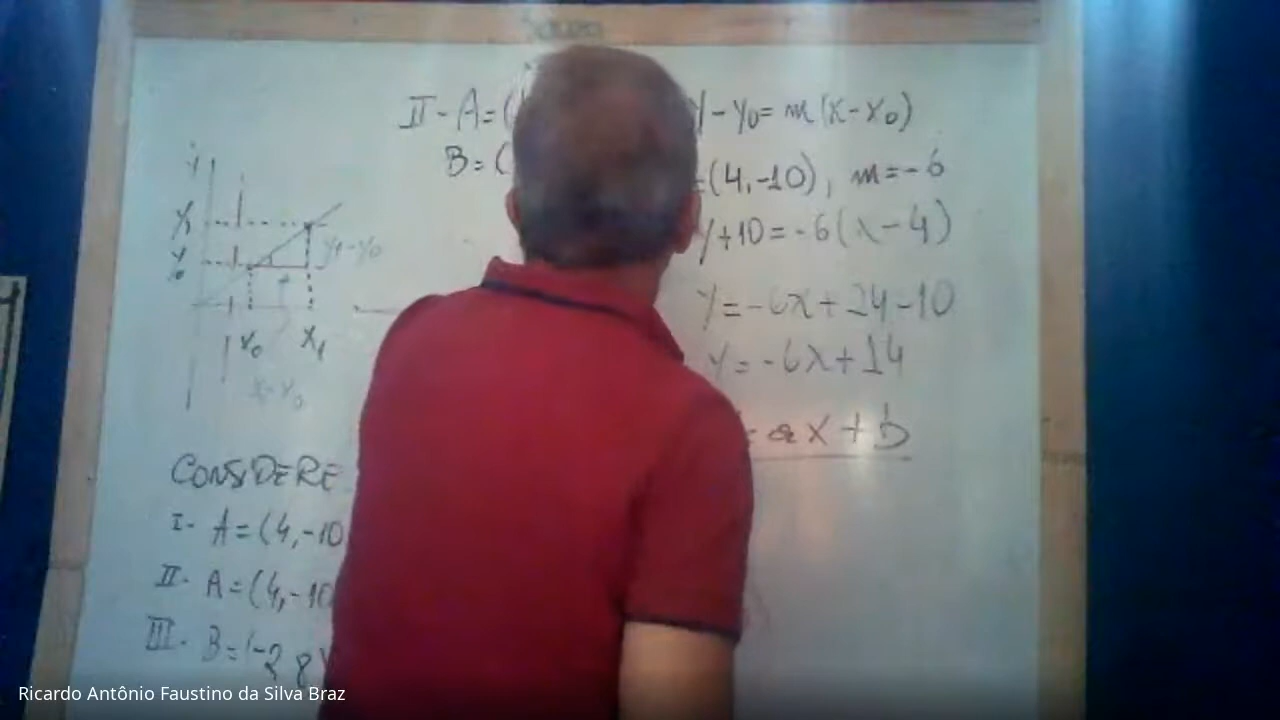 II - A = (
B = (
y - y₀ = m(x - x₀)
(4, -10), m = -6
y + 10 = -6(x - 4)
y = -6x + 24 - 10
y = -6x + 14
= ax + b
y
y₁
y₀
y₁ - y₀
x₀
x₁
CONSIDERE
I - A = (4, -10
II - A = (4, -10
III - B = (-2, 8)
Ricardo Antônio Faustino da Silva Braz